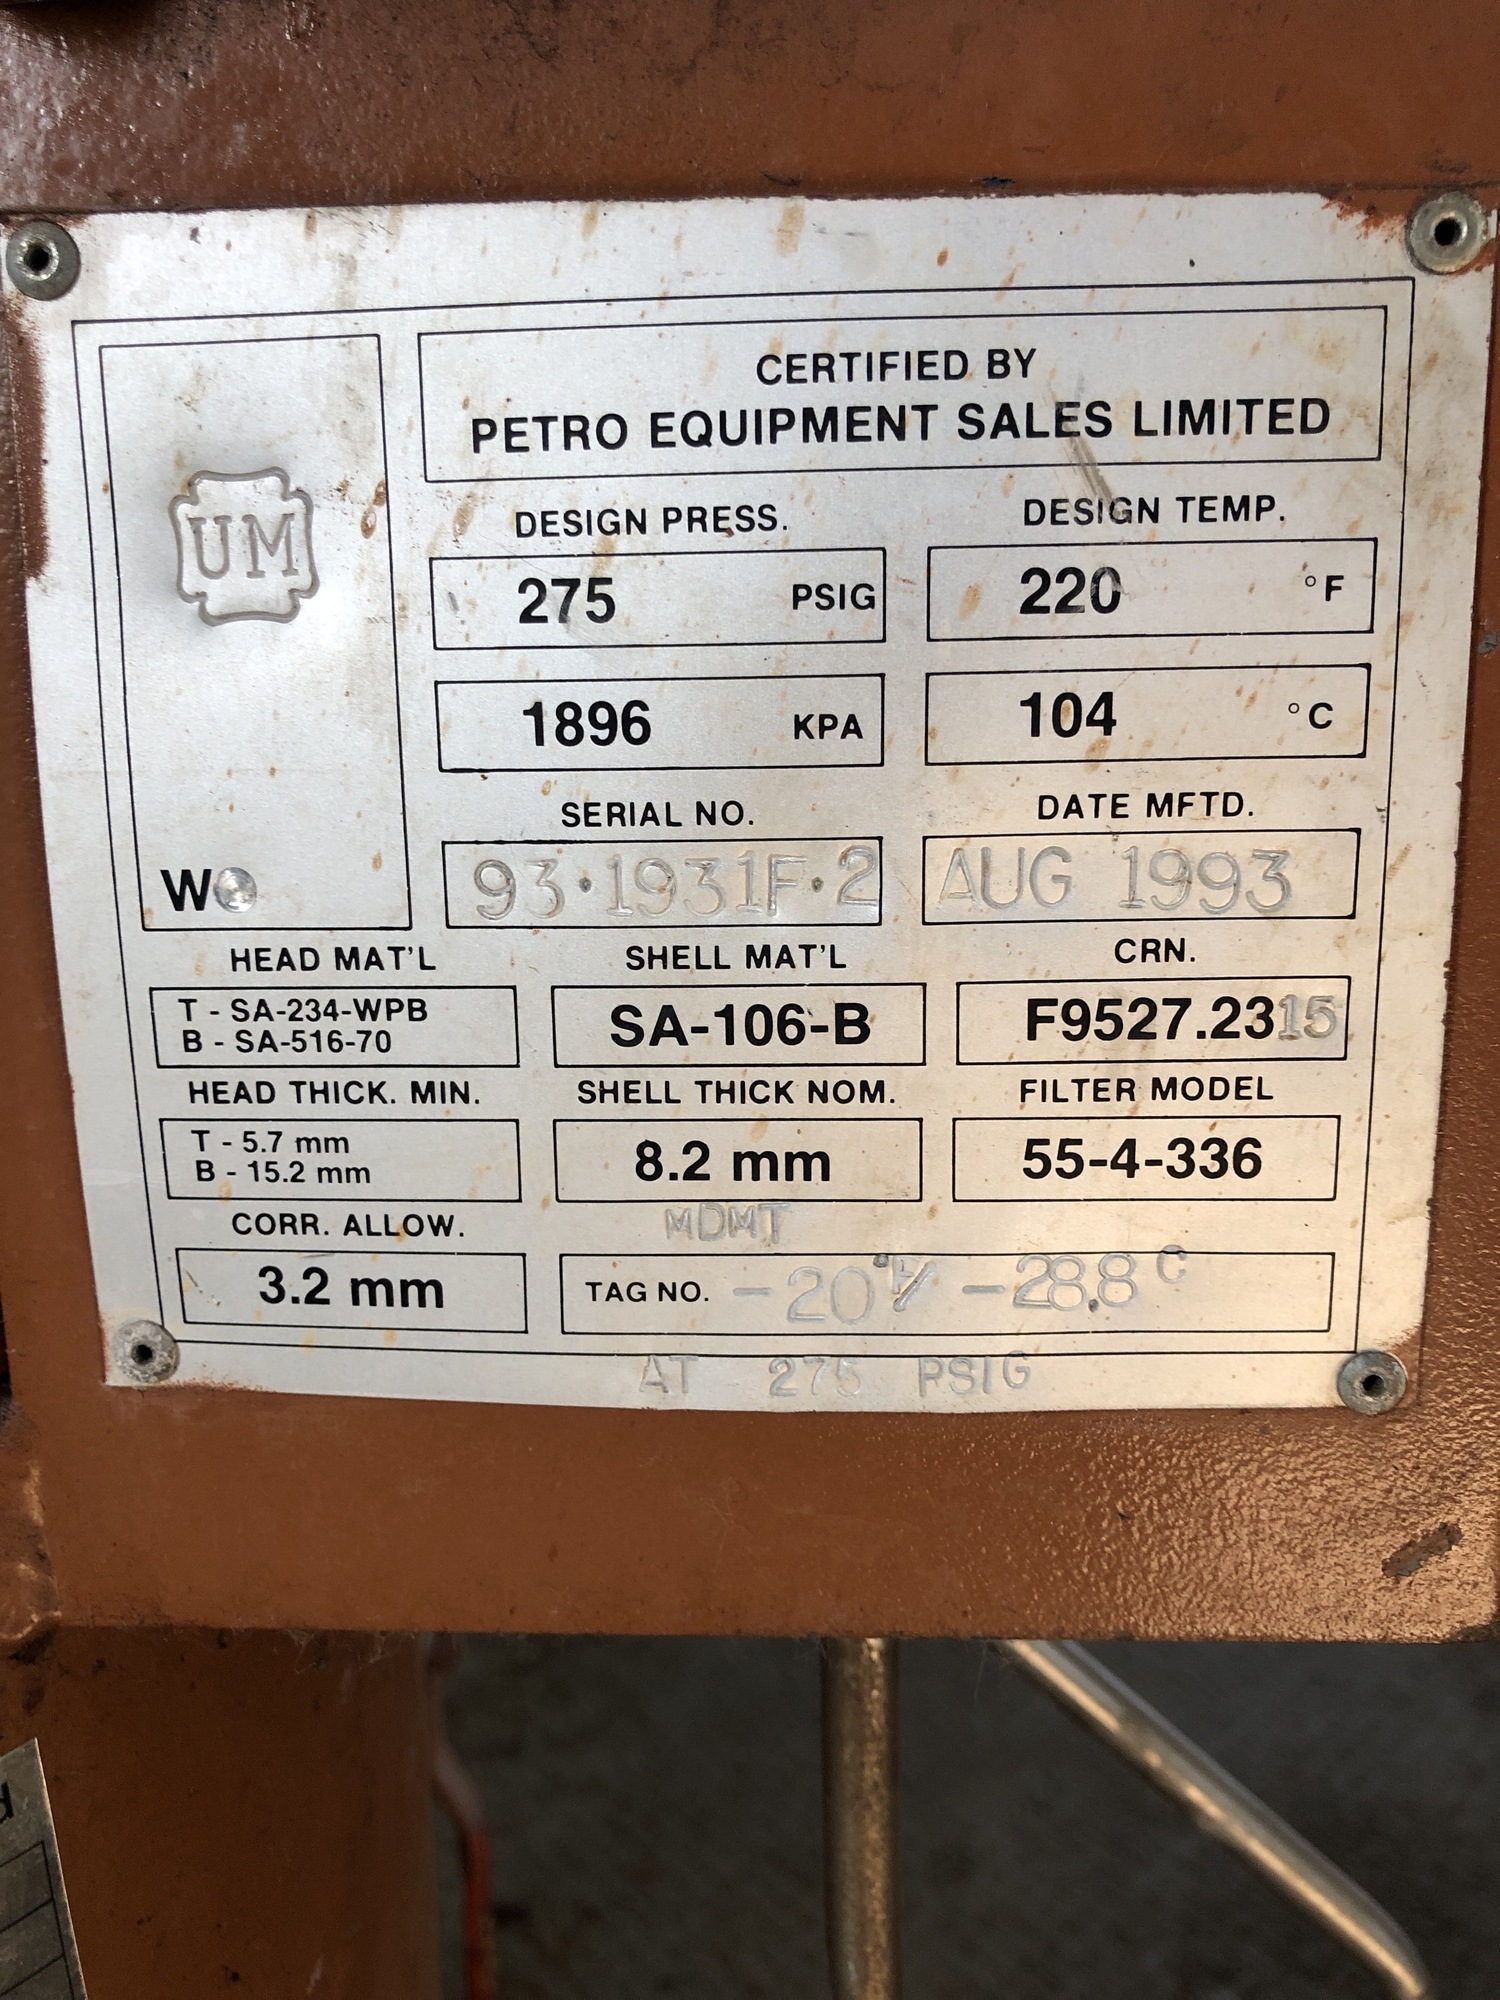 CERTIFIED BY
PETRO EQUIPMENT SALES LIMITED
UM
DESIGN PRESS. DESIGN TEMP.
275 PSIG 220 °F
1896 KPA 104 °C
SERIAL NO. DATE MFTD.
W 93·1931F·2 AUG 1993
HEAD MAT'L SHELL MAT'L CRN.
T - SA-234-WPB
B - SA-516-70
SA-106-B F9527.2315
HEAD THICK. MIN. SHELL THICK NOM. FILTER MODEL
T - 5.7 mm
B - 15.2 mm
8.2 mm 55-4-336
CORR. ALLOW. MDMT
3.2 mm TAG NO. -20°F/ -28.8 C
AT 275 PSIG